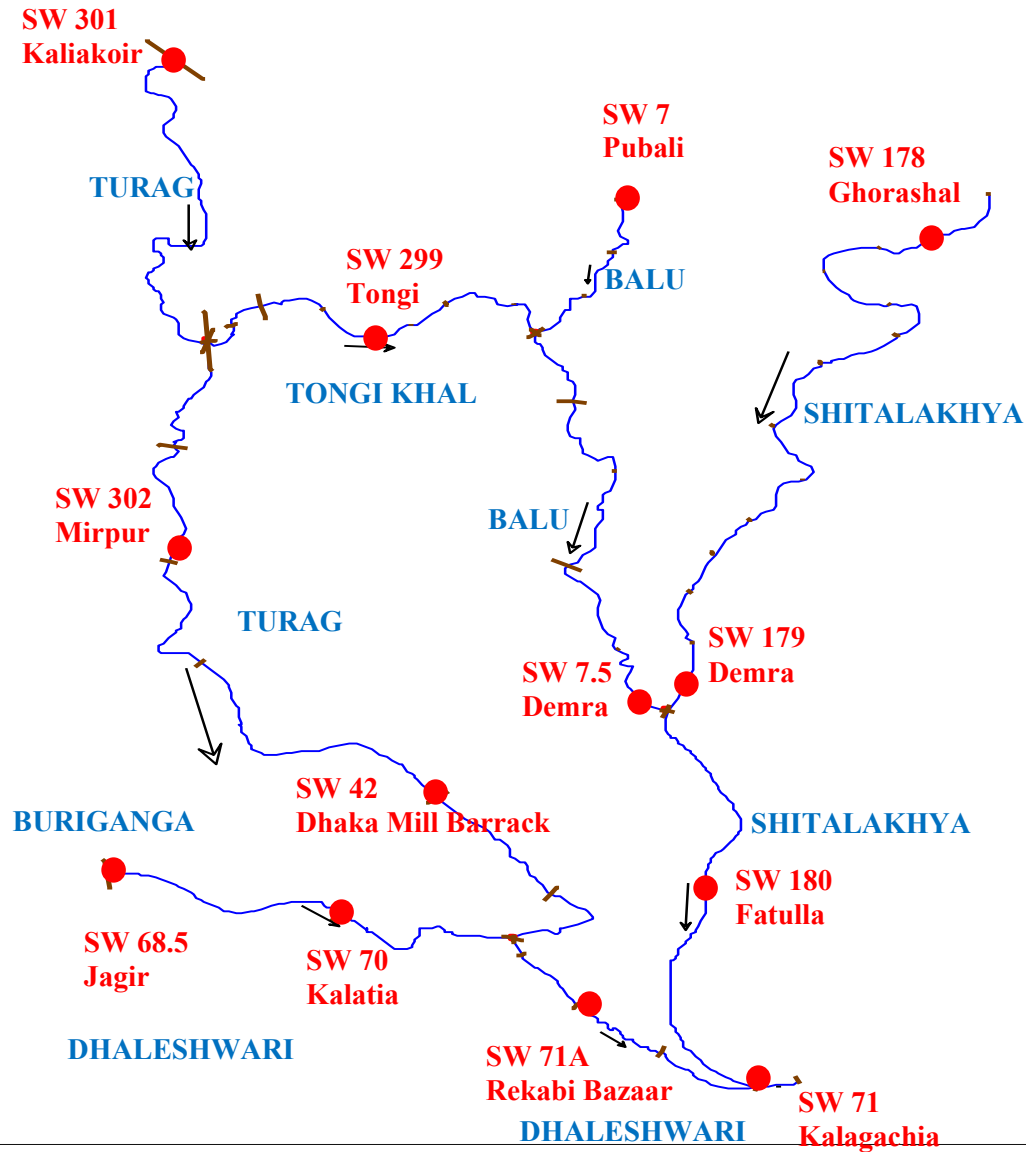 SW 301
Kaliakoir
SW 7
Pubali
SW 178
Ghorashal
TURAG
SW 299
Tongi
BALU
TONGI KHAL
SHITALAKHYA
SW 302
Mirpur
BALU
TURAG
SW 179
Demra
SW 7.5
Demra
SW 42
Dhaka Mill Barrack
BURIGANGA
SHITALAKHYA
SW 180
Fatulla
SW 68.5
Jagir
SW 70
Kalatia
DHALESHWARI
SW 71A
Rekabi Bazaar
SW 71
Kalagachia
DHALESHWARI